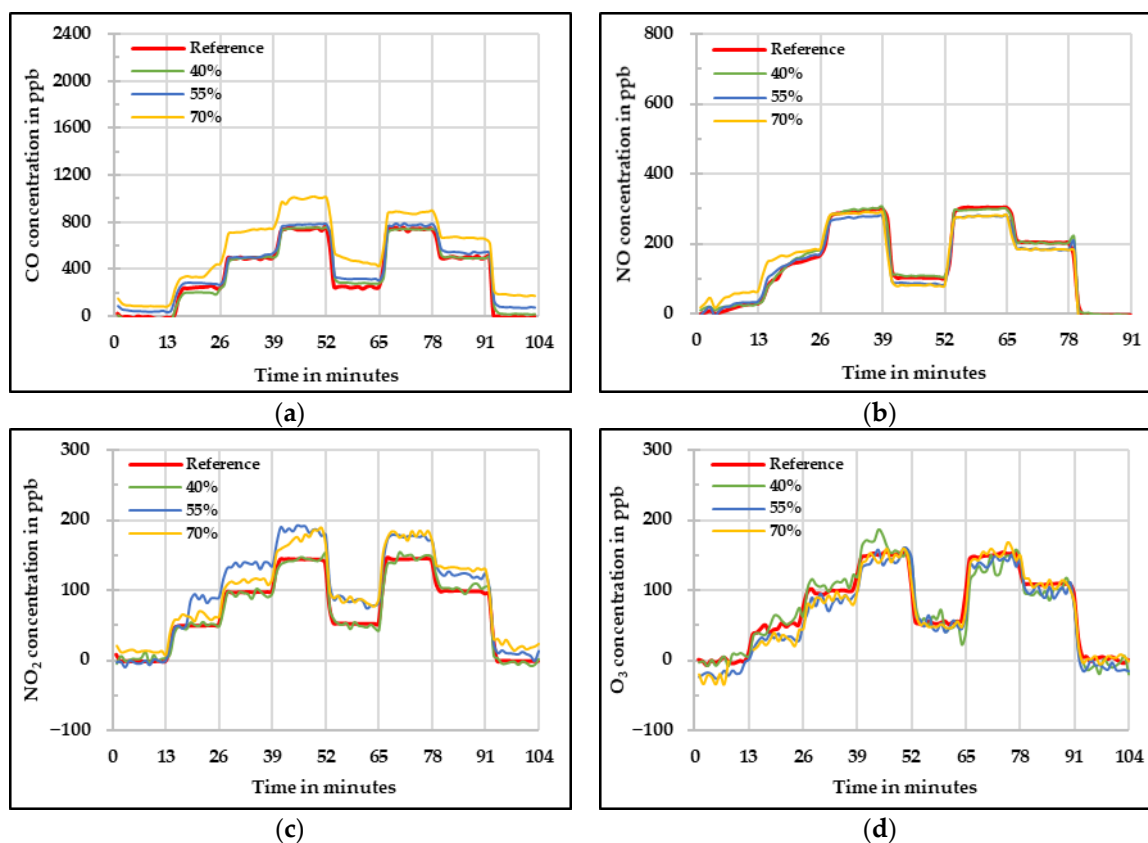 CO concentration in ppb
2400
2000
1600
1200
800
400
0
Reference
40%
55%
70%
0 13 26 39 52 65 78 91 104
Time in minutes
(a)
NO concentration in ppb
800
600
400
200
0
Reference
40%
55%
70%
0 13 26 39 52 65 78 91
Time in minutes
(b)
NO₂ concentration in ppb
300
200
100
0
−100
Reference
40%
55%
70%
0 13 26 39 52 65 78 91 104
Time in minutes
(c)
O₃ concentration in ppb
300
200
100
0
−100
Reference
40%
55%
70%
0 13 26 39 52 65 78 91 104
Time in minutes
(d)